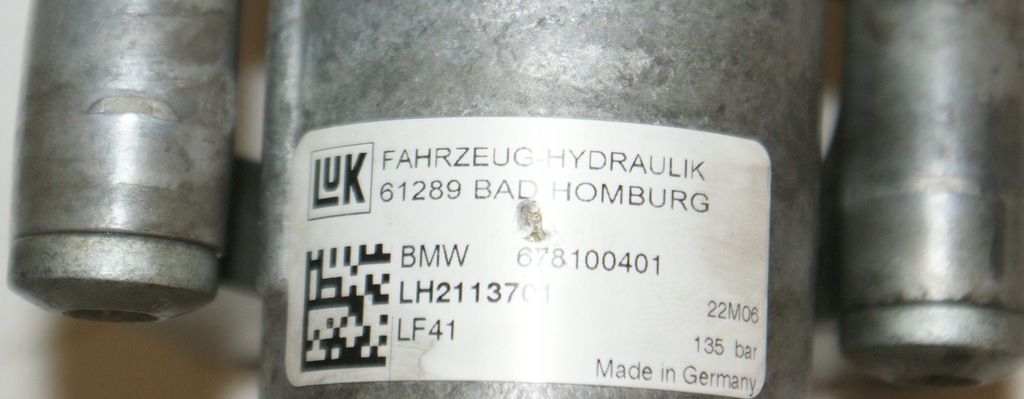 LUK
FAHRZEUG-HYDRAULIK
61289 BAD HOMBURG
BMW 678100401
LH2113701
LF41
22M06
135 bar
Made in Germany